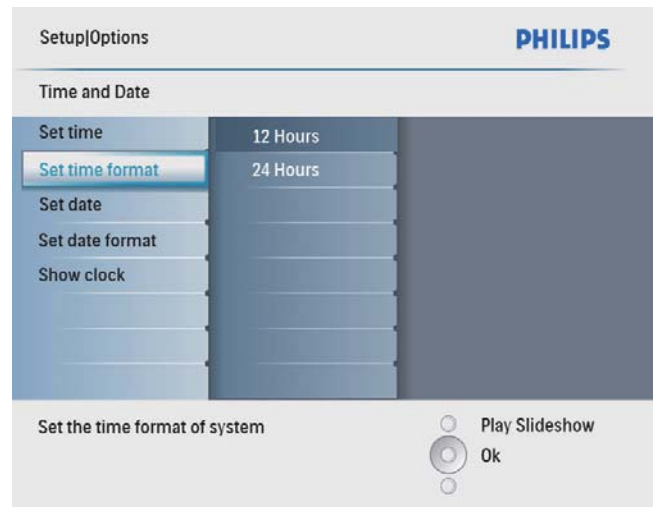 Setup|Options
PHILIPS
Time and Date
Set time
12 Hours
Set time format
24 Hours
Set date
Set date format
Show clock
Set the time format of system
Play Slideshow
Ok